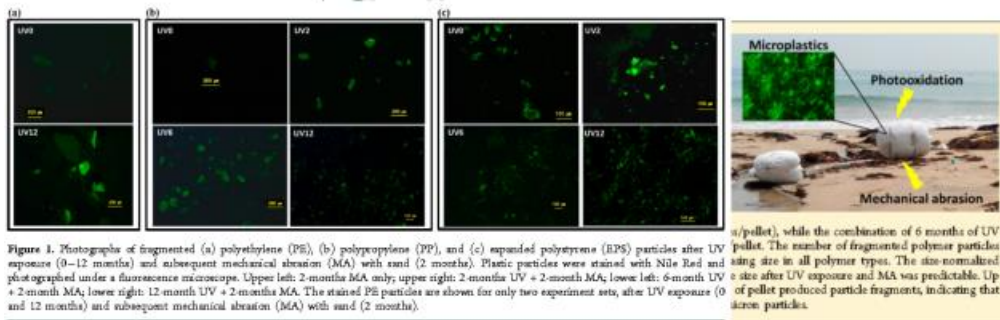 (a)
(b)
(c)
UV0
UV12
UV0
UV2
UV6
UV12
UV0
UV2
UV6
UV12
Microplastics
Photooxidation
Mechanical abrasion
Figure 1. Photographs of fragmented (a) polyethylene (PE), (b) polypropylene (PP), and (c) expanded polystyrene (EPS) particles after UV
exposure (0−12 months) and subsequent mechanical abrasion (MA) with sand (2 months). Plastic particles were stained with Nile Red and
photographed under a fluorescence microscope. Upper left: 2-months MA only; upper right: 2-months UV + 2-month MA; lower left: 6-month UV
+ 2-month MA; lower right: 12-month UV + 2-months MA. The stained PE particles are shown for only two experiment sets, after UV exposure (0
and 12 months) and subsequent mechanical abrasion (MA) with sand (2 months).
s/pellet), while the combination of 6 months of UV
pellet. The number of fragmented polymer particles
asing size in all polymer types. The size-normalized
e size after UV exposure and MA was predictable. Up
of pellet produced particle fragments, indicating that
micron particles.